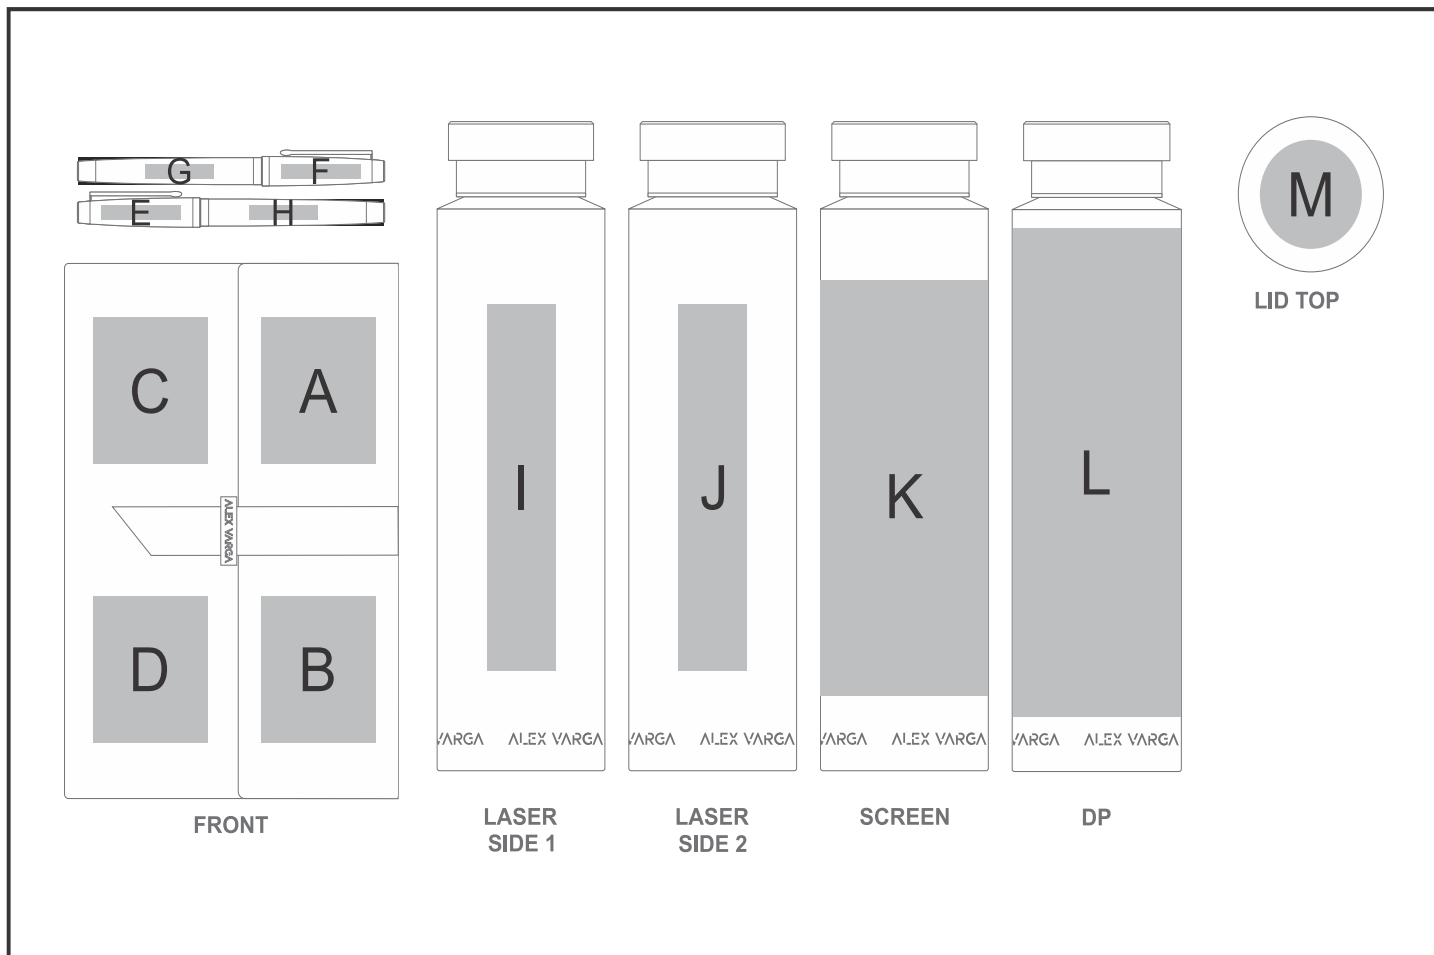 G
F
E
H
M
LID TOP
C
A
I
J
K
L
ALEX VARGA
D
B
VARGA ALEX VARGA
VARGA ALEX VARGA
VARGA ALEX VARGA
VARGA ALEX VARGA
FRONT
LASER
SIDE 1
LASER
SIDE 2
SCREEN
DP